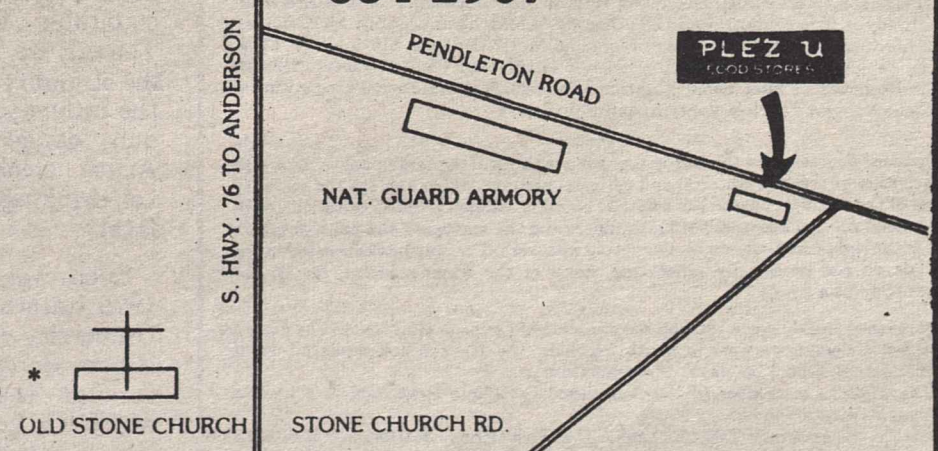 PENDLETON ROAD
PLEZ U
FOOD STORES
S. HWY. 76 TO ANDERSON
NAT. GUARD ARMORY
*
OLD STONE CHURCH
STONE CHURCH RD.